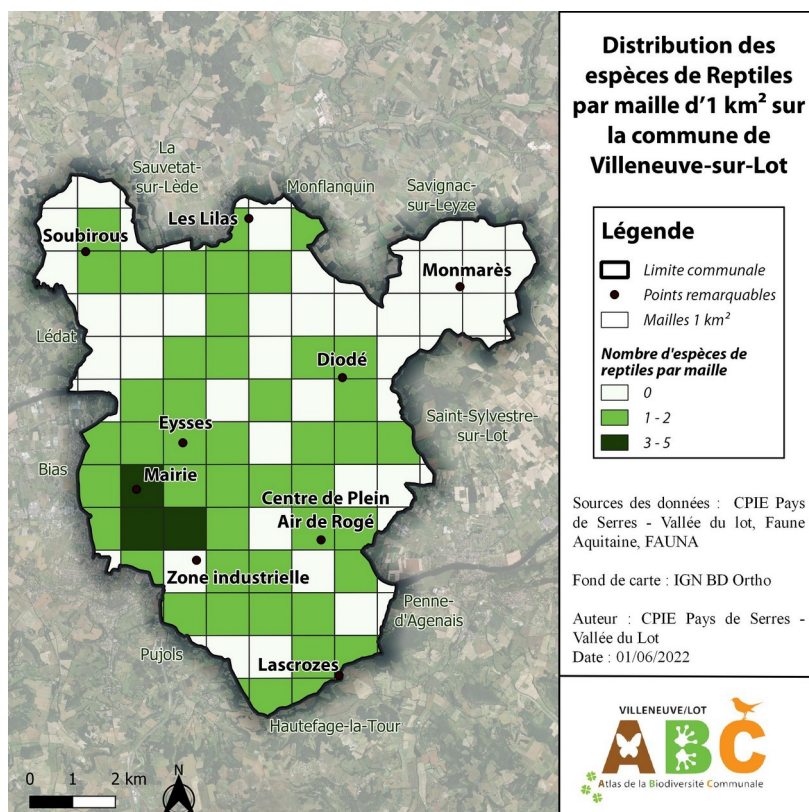 Distribution des
espèces de Reptiles
par maille d'1 km² sur
la commune de
Villeneuve-sur-Lot
Légende
Limite communale
Points remarquables
Mailles 1 km²
Nombre d'espèces de
reptiles par maille
0
1 - 2
3 - 5
Sources des données : CPIE Pays
de Serres - Vallée du lot, Faune
Aquitaine, FAUNA
Fond de carte : IGN BD Ortho
Auteur : CPIE Pays de Serres -
Vallée du Lot
Date : 01/06/2022
VILLENEUVE/LOT
ABC
Atlas de la Biodiversité Communale
La
Sauvetat-
sur-Lède
Monflanquin
Savignac-
sur-Leyze
Les Lilas
Soubirous
Monmarès
Lédat
Diodé
Saint-Sylvestre-
sur-Lot
Eysses
Bias
Mairie
Centre de Plein
Air de Rogé
Zone industrielle
Penne-
d'Agenais
Pujols
Lascrozes
Hautefage-la-Tour
0 1 2 km
N